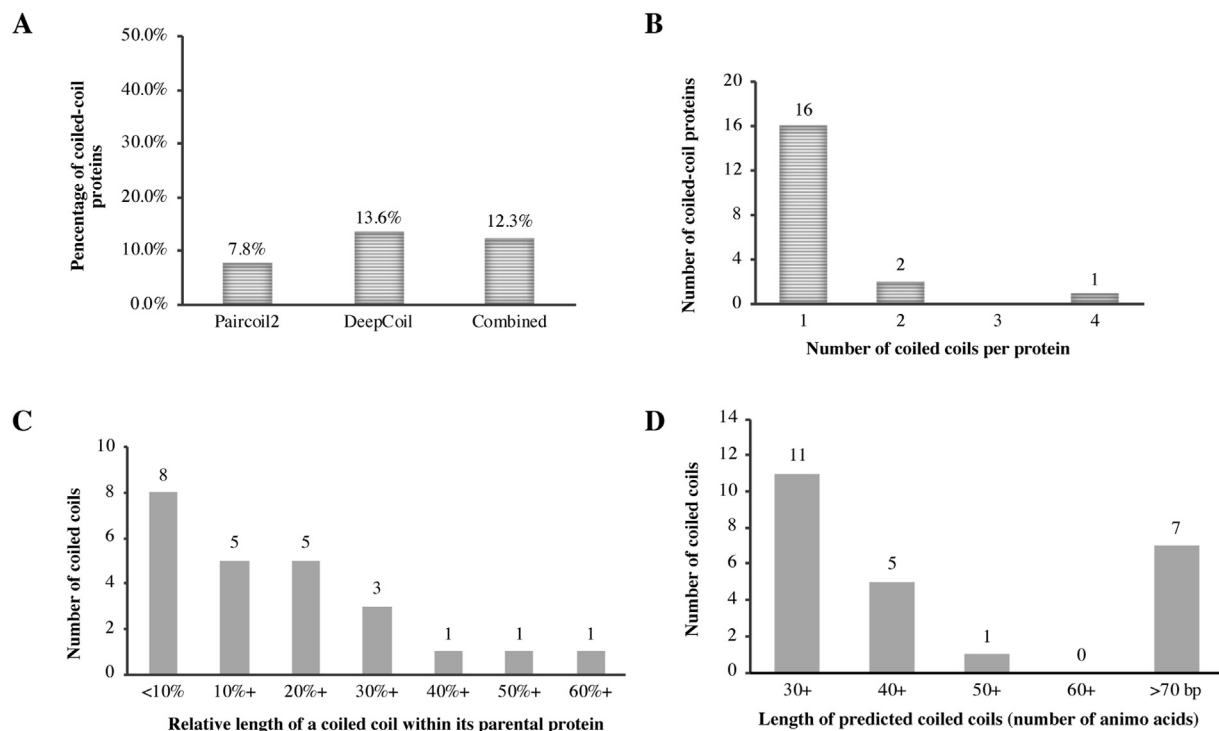 A
Pencentage of coiled-coil
proteins
50.0%
40.0%
30.0%
20.0%
10.0%
0.0%
7.8%
13.6%
12.3%
Paircoil2 DeepCoil Combined
B
Number of coiled-coil proteins
20
16
12
8
4
0
16
2
1
1 2 3 4
Number of coiled coils per protein
C
Number of coiled coils
10
8
6
4
2
0
8
5
5
3
1
1
1
<10% 10%+ 20%+ 30%+ 40%+ 50%+ 60%+
Relative length of a coiled coil within its parental protein
D
Number of coiled coils
14
12
10
8
6
4
2
0
11
5
1
0
7
30+ 40+ 50+ 60+ >70 bp
Length of predicted coiled coils (number of animo acids)